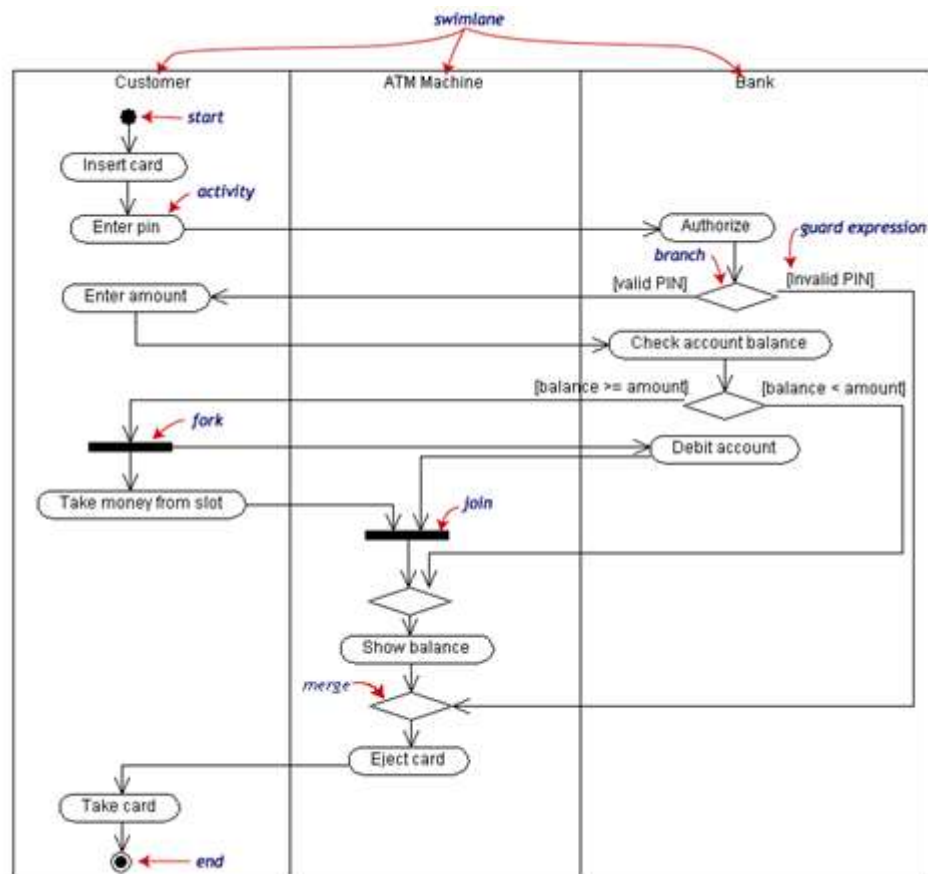 swimlane
Customer
ATM Machine
Bank
start
Insert card
activity
Enter pin
Authorize
guard expression
branch
[valid PIN]
[Invalid PIN]
Enter amount
Check account balance
[balance >= amount]
[balance < amount]
fork
Debit account
Take money from slot
join
Show balance
merge
Eject card
Take card
end